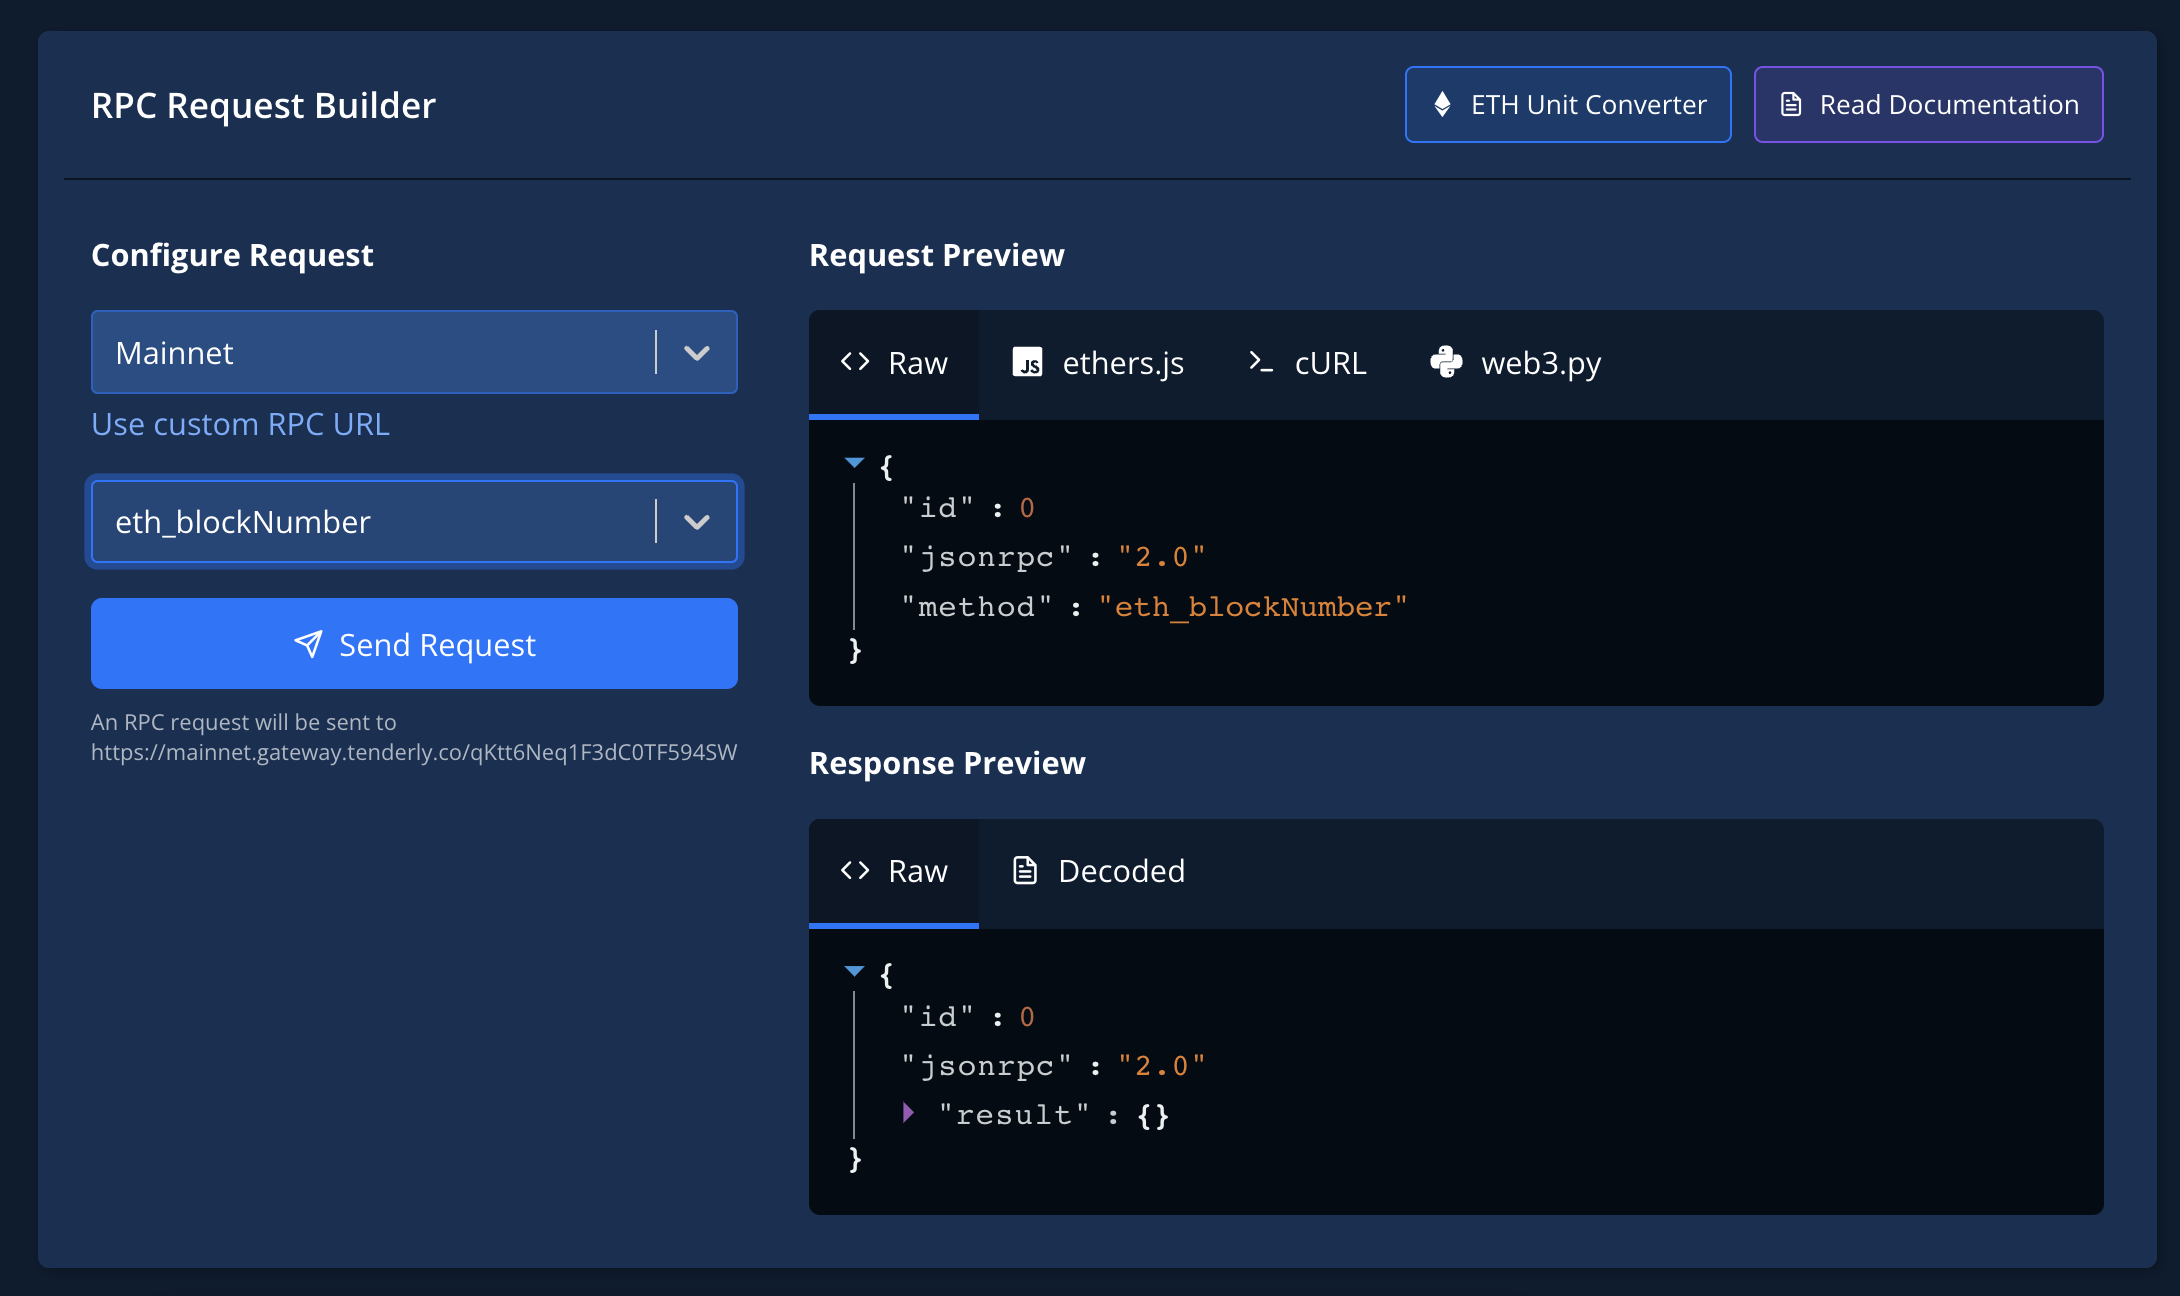 RPC Request Builder
ETH Unit Converter
Read Documentation
Configure Request
Mainnet
Use custom RPC URL
eth_blockNumber
Send Request
An RPC request will be sent to
https://mainnet.gateway.tenderly.co/qKtt6Neq1F3dC0TF594SW
Request Preview
<> Raw
JS ethers.js
>_ cURL
web3.py
{
"id" : 0
"jsonrpc" : "2.0"
"method" : "eth_blockNumber"
}
Response Preview
<> Raw
Decoded
{
"id" : 0
"jsonrpc" : "2.0"
"result" : {}
}